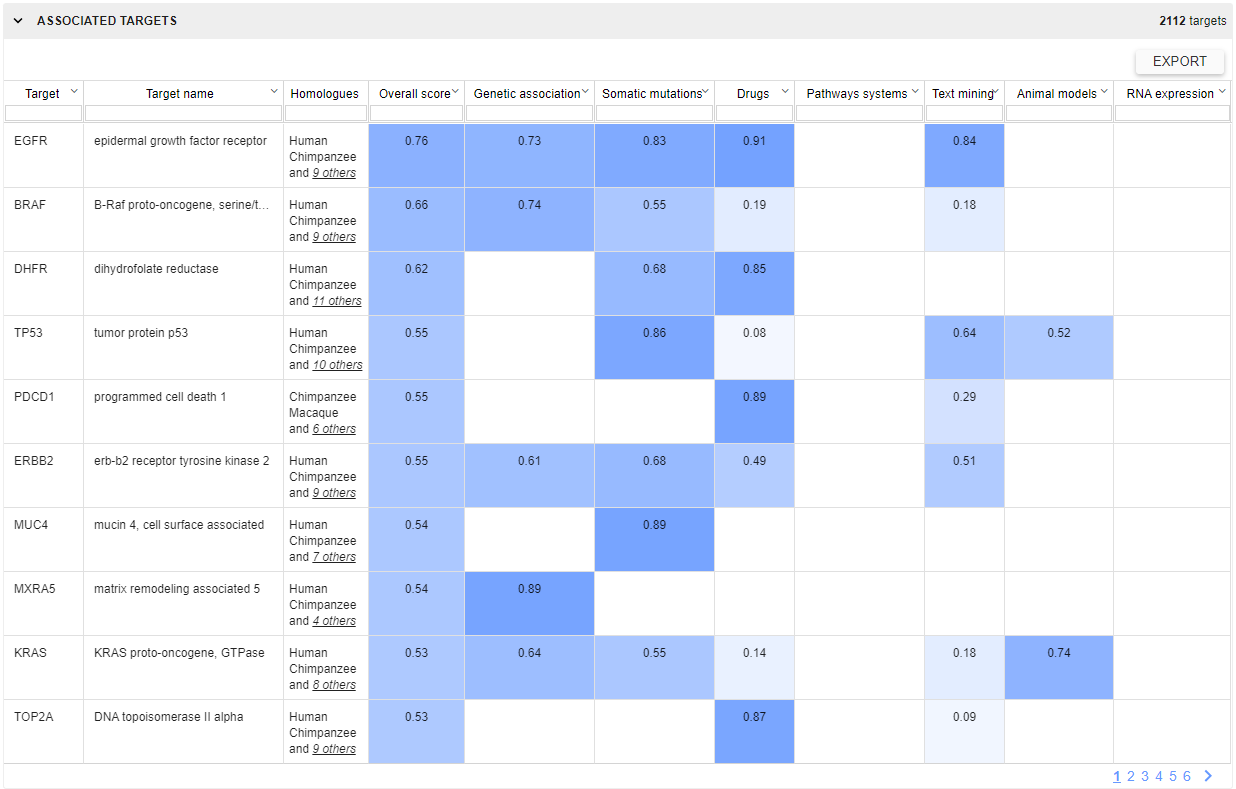 ASSOCIATED TARGETS 2112 targets
EXPORT
Target Target name Homologues Overall score Genetic association Somatic mutations Drugs Pathways systems Text mining Animal models RNA expression
EGFR epidermal growth factor receptor Human 0.76 0.73 0.83 0.91 0.84
Chimpanzee
and 9 others
BRAF B-Raf proto-oncogene, serine/t... Human 0.66 0.74 0.55 0.19 0.18
Chimpanzee
and 9 others
DHFR dihydrofolate reductase Human 0.62 0.68 0.85
Chimpanzee
and 11 others
TP53 tumor protein p53 Human 0.55 0.86 0.08 0.64 0.52
Chimpanzee
and 10 others
PDCD1 programmed cell death 1 Chimpanzee 0.55 0.89 0.29
Macaque
and 6 others
ERBB2 erb-b2 receptor tyrosine kinase 2 Human 0.55 0.61 0.68 0.49 0.51
Chimpanzee
and 9 others
MUC4 mucin 4, cell surface associated Human 0.54 0.89
Chimpanzee
and 7 others
MXRA5 matrix remodeling associated 5 Human 0.54 0.89
Chimpanzee
and 4 others
KRAS KRAS proto-oncogene, GTPase Human 0.53 0.64 0.55 0.14 0.18 0.74
Chimpanzee
and 8 others
TOP2A DNA topoisomerase II alpha Human 0.53 0.87 0.09
Chimpanzee
and 9 others
1 2 3 4 5 6